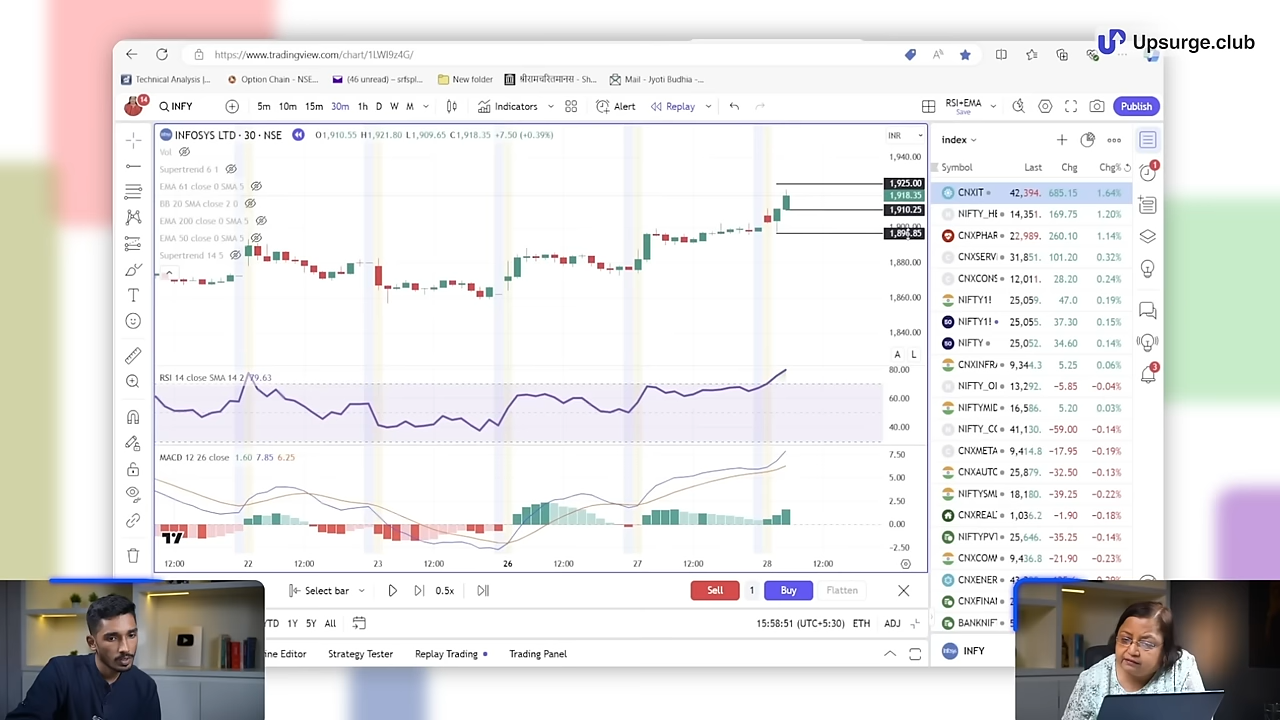 Upsurge.club
https://www.tradingview.com/chart/1LWI9z4G/
Technical Analysis |... Option Chain - NSE... (46 unread) – srfspl... New folder श्रीरामचरितमानस - Sh... Mail - Jyoti Budhia -...
14 INFY 5m 10m 15m 30m 1h D W M Indicators Alert Replay RSI+EMA Save Publish
INFOSYS LTD · 30 · NSE O1,910.55 H1,921.80 L1,909.65 C1,918.35 +7.50 (+0.39%) INR
Vol
Supertrend 6 1
EMA 61 close 0 SMA 5
BB 20 SMA close 2 0
EMA 200 close 0 SMA 5
EMA 50 close 0 SMA 5
Supertrend 14 5
1,940.00
1,925.00
1,918.35
1,910.25
1,896.85
1,880.00
1,860.00
1,840.00
A L
RSI 14 close SMA 14 2 79.63
80.00
60.00
40.00
MACD 12 26 close 1.60 7.85 6.25
7.50
5.00
2.50
0.00
−2.50
12:00 22 12:00 23 12:00 26 12:00 27 12:00 28 12:00
Select bar 0.5x Sell 1 Buy Flatten
YTD 1Y 5Y All 15:58:51 (UTC+5:30) ETH ADJ
ine Editor Strategy Tester Replay Trading Trading Panel
index
Symbol Last Chg Chg%
CNXIT 42,394. 685.15 1.64%
NIFTY_HE 14,351. 169.75 1.20%
CNXPHAR 22,989. 260.10 1.14%
CNXSERV 31,851. 101.20 0.32%
CNXCONS 12,011. 28.20 0.24%
NIFTY1! 25,059. 47.0 0.19%
NIFTY1! 25,055. 37.30 0.15%
NIFTY 25,052. 34.60 0.14%
CNXINFRA 9,344.3 5.25 0.06%
NIFTY_OI 13,292. −5.85 −0.04%
NIFTYMID 16,586. 5.20 0.03%
NIFTY_CO 41,130. −59.00 −0.14%
CNXMETA 9,414.8 −17.95 −0.19%
CNXAUTO 25,879. −32.50 −0.13%
NIFTYSML 18,180. −39.25 −0.22%
CNXREAL 1,036.2 −1.90 −0.18%
NIFTYPV 25,646. −35.25 −0.14%
CNXCOM 9,436.8 −21.90 −0.23%
CNXENER
CNXFINA
BANKNIFT
INFY
1
3